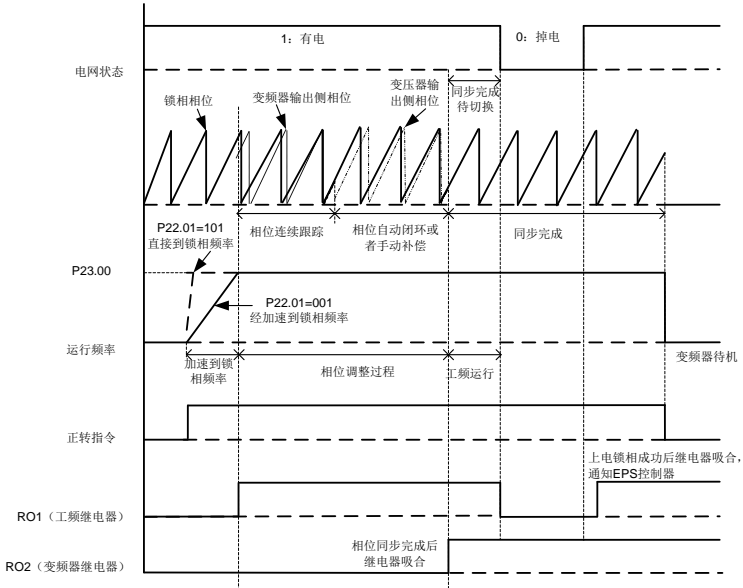 1：有电
0：掉电
电网状态
锁相相位
变频器输出侧相位
变压器输
出侧相位
同步完成
待切换
P22.01=101
直接到锁相频率
相位连续跟踪
相位自动闭环或
者手动补偿
同步完成
P23.00
P22.01=001
经加速到锁相频率
运行频率
加速到锁
相频率
相位调整过程
工频运行
变频器待机
正转指令
上电锁相成功后继电器吸合，
通知EPS控制器
RO1（工频继电器）
相位同步完成后
继电器吸合
RO2（变频器继电器）